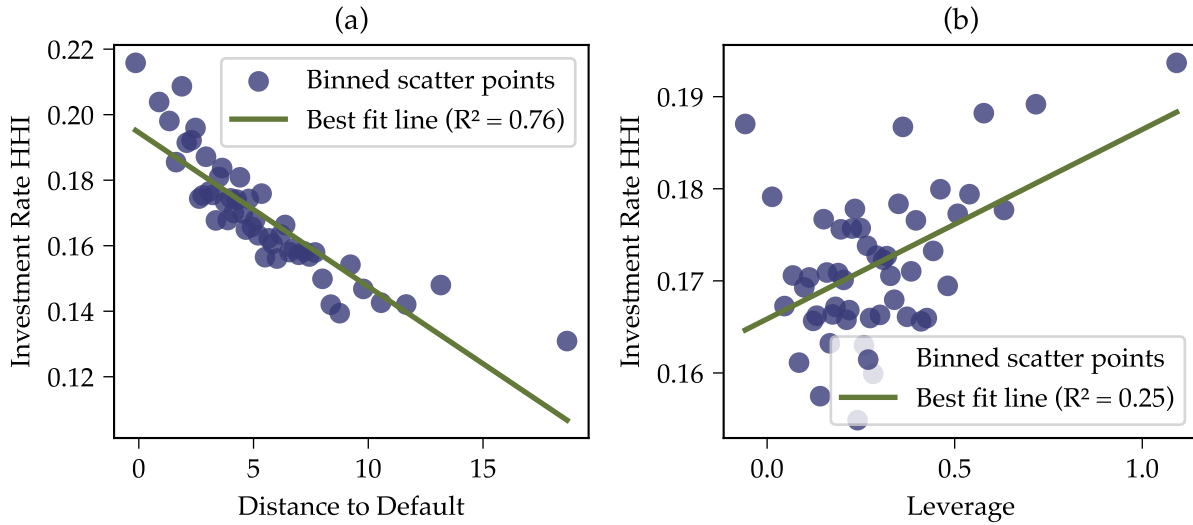 (a)
0.22
0.20
0.18
0.16
0.14
0.12
Investment Rate HHI
Binned scatter points
Best fit line (R² = 0.76)
0
5
10
15
Distance to Default
(b)
0.19
0.18
0.17
0.16
Investment Rate HHI
Binned scatter points
Best fit line (R² = 0.25)
0.0
0.5
1.0
Leverage